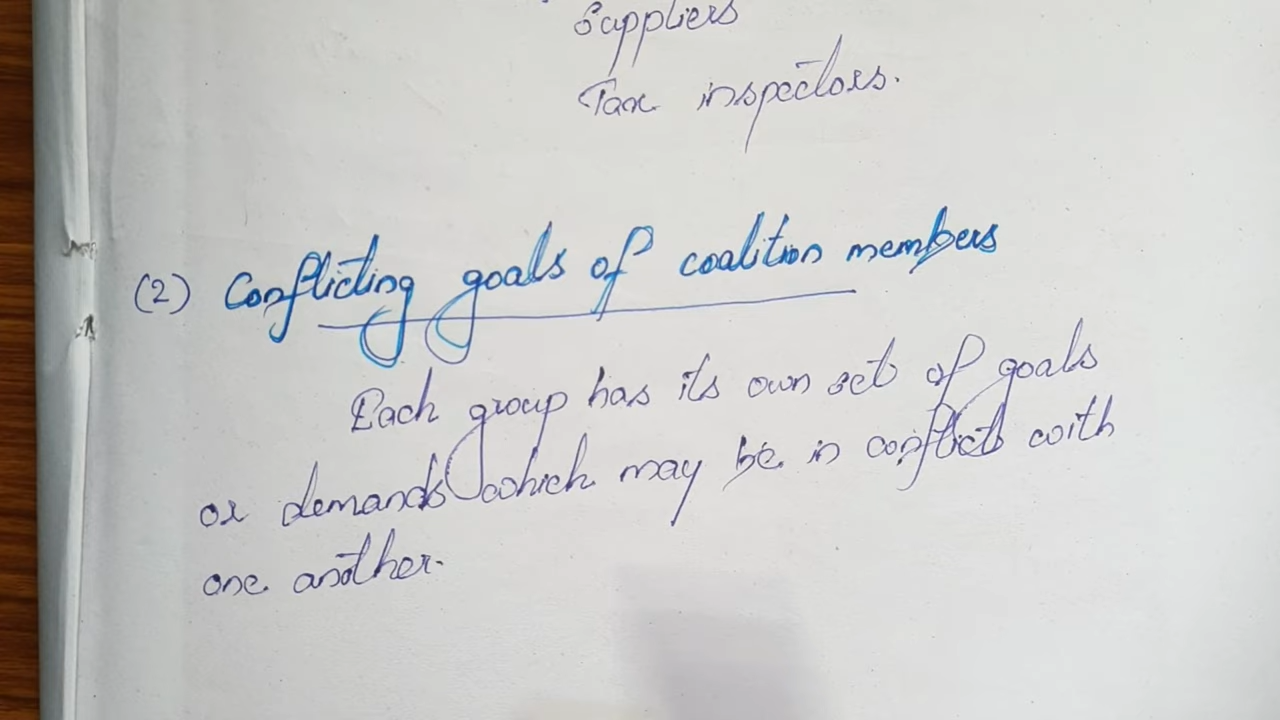 Suppliers
Tax inspectors.
(2) Conflicting goals of coalition members
Each group has its own set of goals
or demands which may be in conflict with
one another.